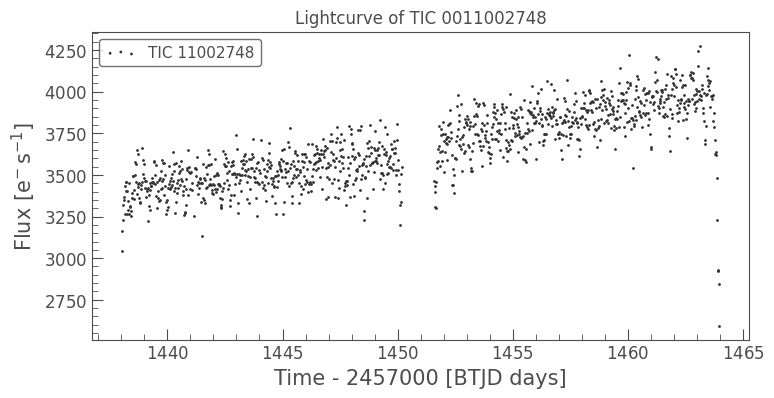 Lightcurve of TIC 0011002748
TIC 11002748
Flux [e⁻ s⁻¹]
4250
4000
3750
3500
3250
3000
2750
1440 1445 1450 1455 1460 1465
Time - 2457000 [BTJD days]